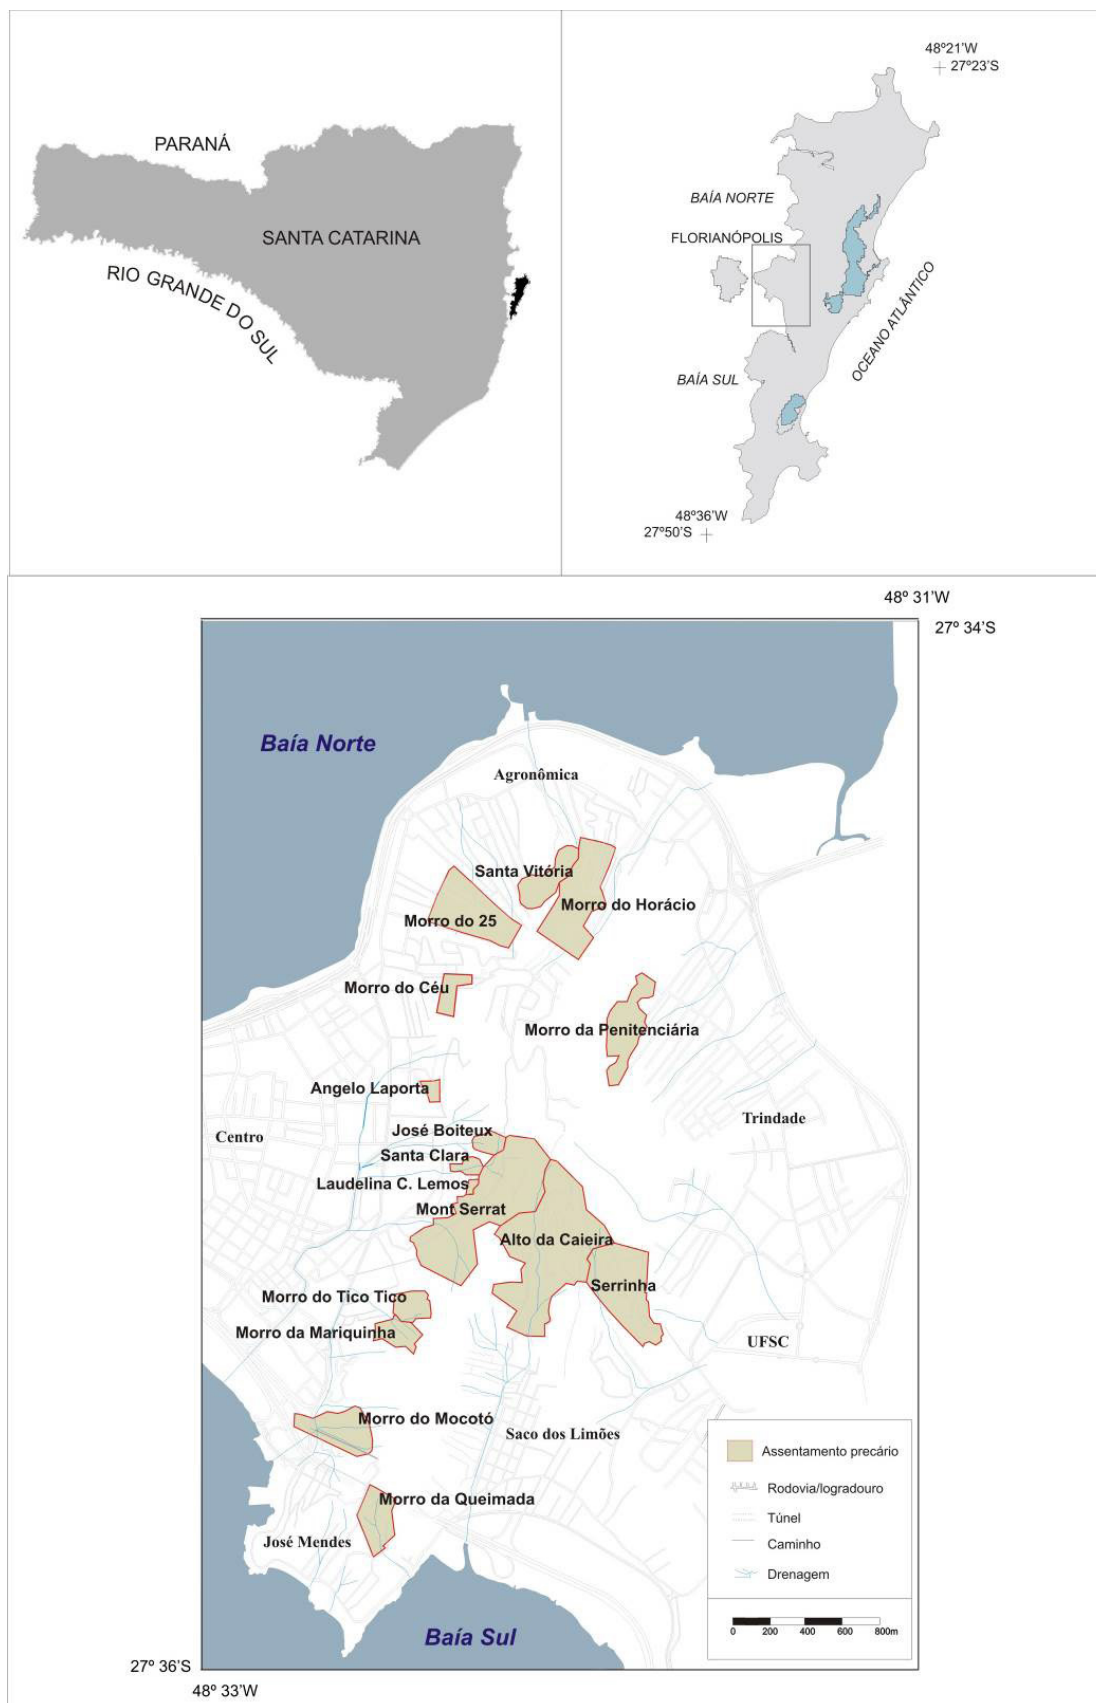 PARANÁ
SANTA CATARINA
RIO GRANDE DO SUL
48º21'W
27º23'S
BAÍA NORTE
FLORIANÓPOLIS
OCEANO ATLÂNTICO
BAÍA SUL
48º36'W
27º50'S
48º 31'W
27º 34'S
Baía Norte
Agronômica
Santa Vitória
Morro do Horácio
Morro do 25
Morro do Céu
Morro da Penitenciária
Angelo Laporta
Trindade
José Boiteux
Centro
Santa Clara
Laudelina C. Lemos
Mont Serrat
Alto da Caieira
Serrinha
Morro do Tico Tico
Morro da Mariquinha
UFSC
Morro do Mocotó
Saco dos Limões
Morro da Queimada
José Mendes
Baía Sul
Assentamento precário
Rodovia/logradouro
Túnel
Caminho
Drenagem
0 200 400 600 800m
27º 36'S
48º 33'W